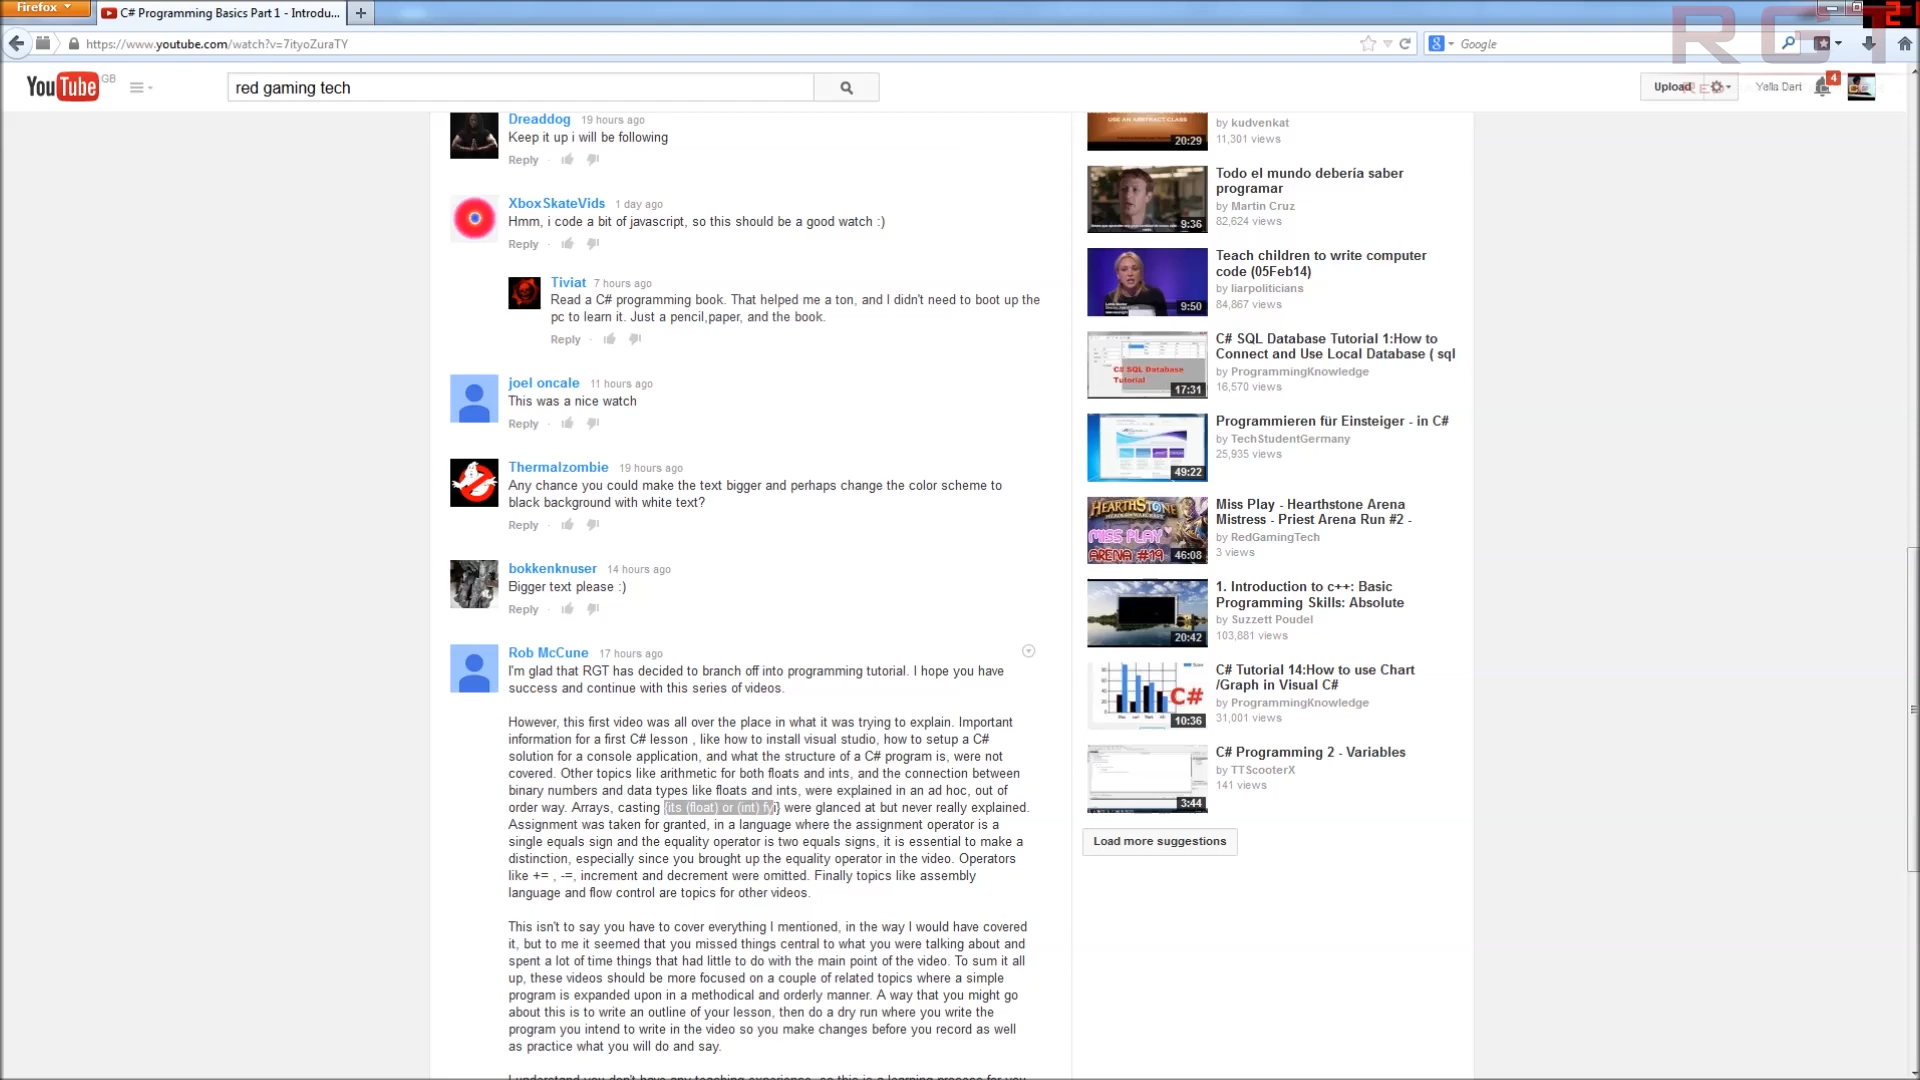 Firefox
C# Programming Basics Part 1 - Introdu...
https://www.youtube.com/watch?v=7ityoZuraTY
Google
RGT
YouTube GB
red gaming tech
Upload
Yella Dari
4
Dreaddog 19 hours ago
Keep it up i will be following
Reply
XboxSkateVids 1 day ago
Hmm, i code a bit of javascript, so this should be a good watch :)
Reply
Tiviat 7 hours ago
Read a C# programming book. That helped me a ton, and I didn't need to boot up the
pc to learn it. Just a pencil,paper, and the book.
Reply
joel oncale 11 hours ago
This was a nice watch
Reply
Thermalzombie 19 hours ago
Any chance you could make the text bigger and perhaps change the color scheme to
black background with white text?
Reply
bokkenknuser 14 hours ago
Bigger text please :)
Reply
Rob McCune 17 hours ago
I'm glad that RGT has decided to branch off into programming tutorial. I hope you have
success and continue with this series of videos.
However, this first video was all over the place in what it was trying to explain. Important
information for a first C# lesson , like how to install visual studio, how to setup a C#
solution for a console application, and what the structure of a C# program is, were not
covered. Other topics like arithmetic for both floats and ints, and the connection between
binary numbers and data types like floats and ints, were explained in an ad hoc, out of
order way. Arrays, casting {its (float) or (int) fyi} were glanced at but never really explained.
Assignment was taken for granted, in a language where the assignment operator is a
single equals sign and the equality operator is two equals signs, it is essential to make a
distinction, especially since you brought up the equality operator in the video. Operators
like += , -=, increment and decrement were omitted. Finally topics like assembly
language and flow control are topics for other videos.
This isn't to say you have to cover everything I mentioned, in the way I would have covered
it, but to me it seemed that you missed things central to what you were talking about and
spent a lot of time things that had little to do with the main point of the video. To sum it all
up, these videos should be more focused on a couple of related topics where a simple
program is expanded upon in a methodical and orderly manner. A way that you might go
about this is to write an outline of your lesson, then do a dry run where you write the
program you intend to write in the video so you make changes before you record as well
as practice what you will do and say.
USE AN ABSTRACT CLASS
20:29
by kudvenkat
11,301 views
9:36
Todo el mundo debería saber
programar
by Martin Cruz
82,624 views
9:50
Teach children to write computer
code (05Feb14)
by liarpoliticians
84,867 views
C# SQL Database
Tutorial
17:31
C# SQL Database Tutorial 1:How to
Connect and Use Local Database ( sql
by ProgrammingKnowledge
16,570 views
49:22
Programmieren für Einsteiger - in C#
by TechStudentGermany
25,935 views
HEARTHSTONE
MISS PLAY
ARENA #19
46:08
Miss Play - Hearthstone Arena
Mistress - Priest Arena Run #2 -
by RedGamingTech
3 views
20:42
1. Introduction to c++: Basic
Programming Skills: Absolute
by Suzzett Poudel
103,881 views
C#
10:36
C# Tutorial 14:How to use Chart
/Graph in Visual C#
by ProgrammingKnowledge
31,001 views
3:44
C# Programming 2 - Variables
by TTScooterX
141 views
Load more suggestions